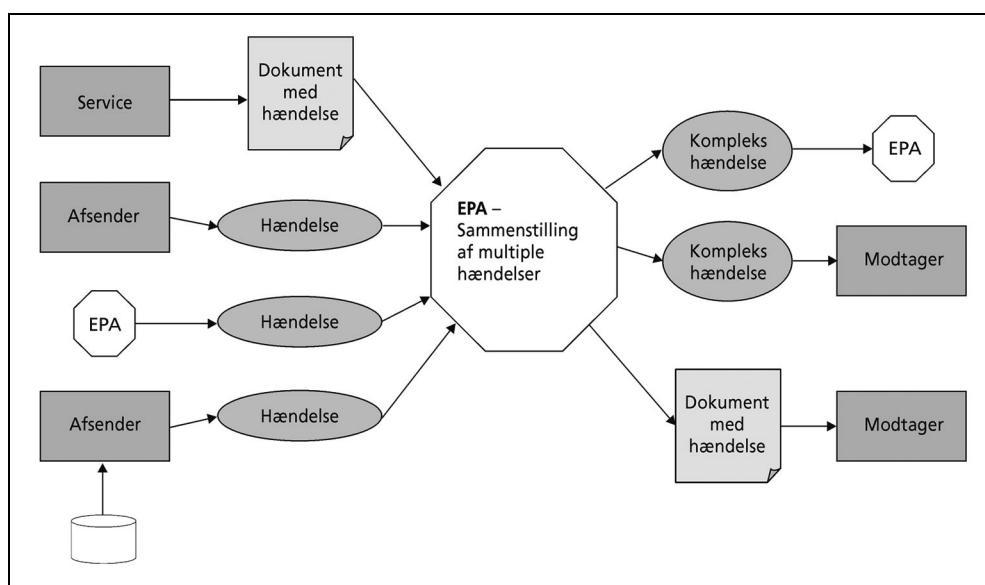 Service
Dokument
med
hændelse
Afsender
Hændelse
EPA
Hændelse
Afsender
Hændelse
EPA –
Sammenstilling
af multiple
hændelser
Kompleks
hændelse
EPA
Kompleks
hændelse
Modtager
Dokument
med
hændelse
Modtager